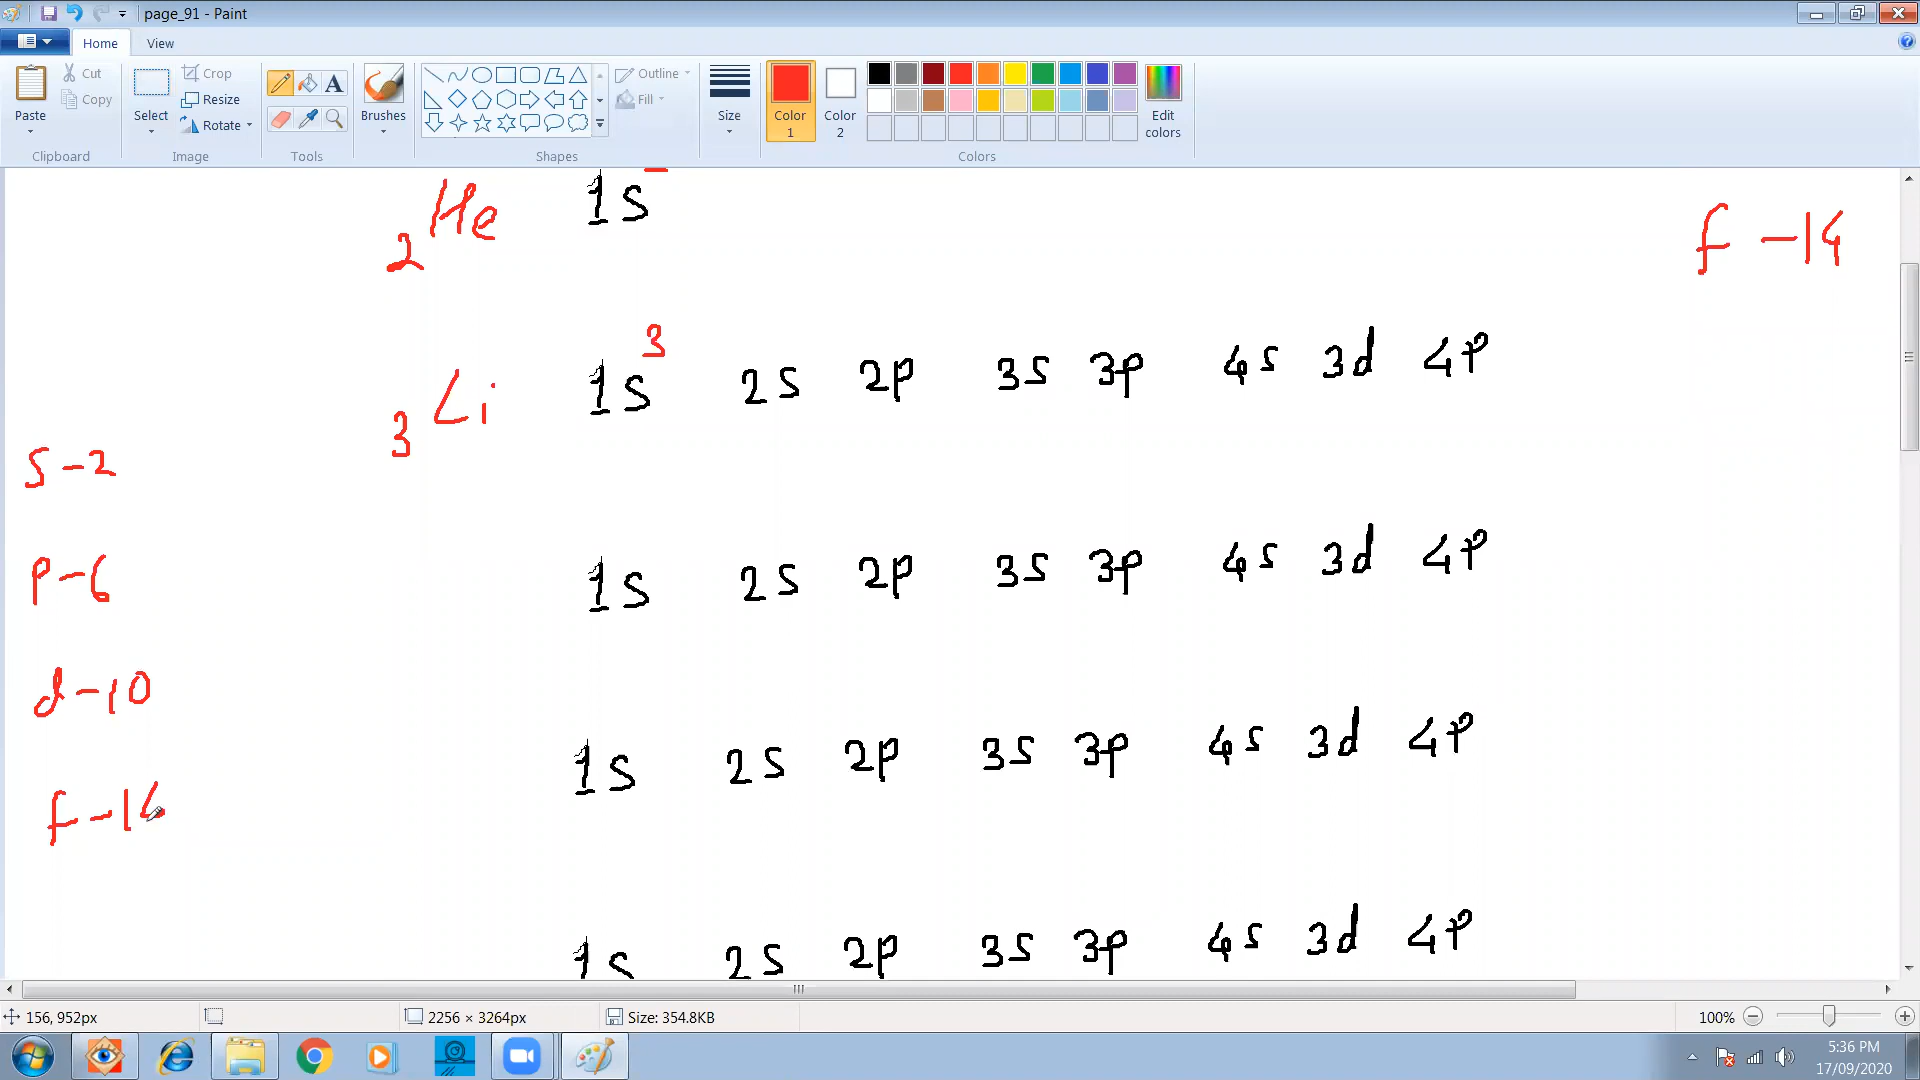 page_91 - Paint
Home View
Paste
Cut
Copy
Select
Crop
Resize
Rotate
Brushes
Outline
Fill
Size
Color 1
Color 2
Edit colors
Clipboard Image Tools Shapes Colors
2 He 1s
f - 14
3 Li 1s³ 2s 2p 3s 3p 4s 3d 4p
s - 2
p - 6
1s 2s 2p 3s 3p 4s 3d 4p
d - 10
1s 2s 2p 3s 3p 4s 3d 4p
f - 14
1s 2s 2p 3s 3p 4s 3d 4p
156, 952px 2256 × 3264px Size: 354.8KB 100%
5:36 PM
17/09/2020